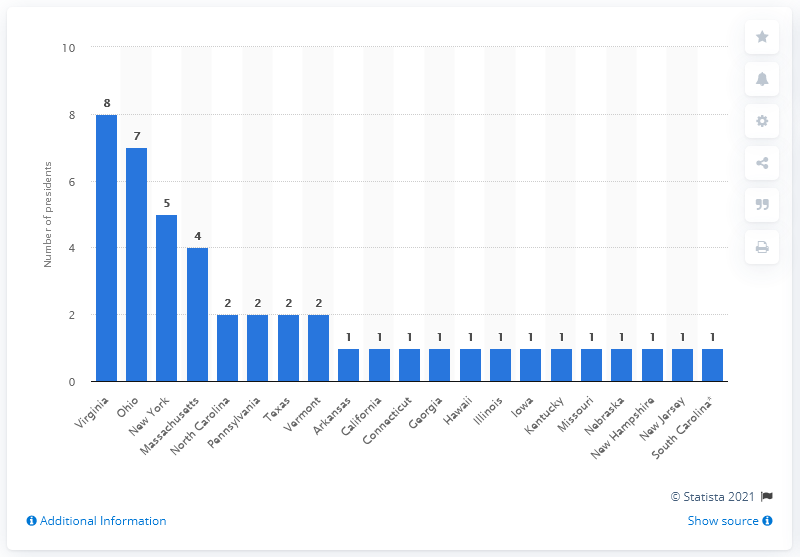 10
8
6
4
2
0
Number of presidents
8
7
5
4
2
2
2
2
1
1
1
1
1
1
1
1
1
1
1
1
1
Virginia
Ohio
New York
Massachusetts
North Carolina
Pennsylvania
Texas
Vermont
Arkansas
California
Connecticut
Georgia
Hawaii
Illinois
Iowa
Kentucky
Missouri
Nebraska
New Hampshire
New Jersey
South Carolina*
© Statista 2021
Additional Information
Show source